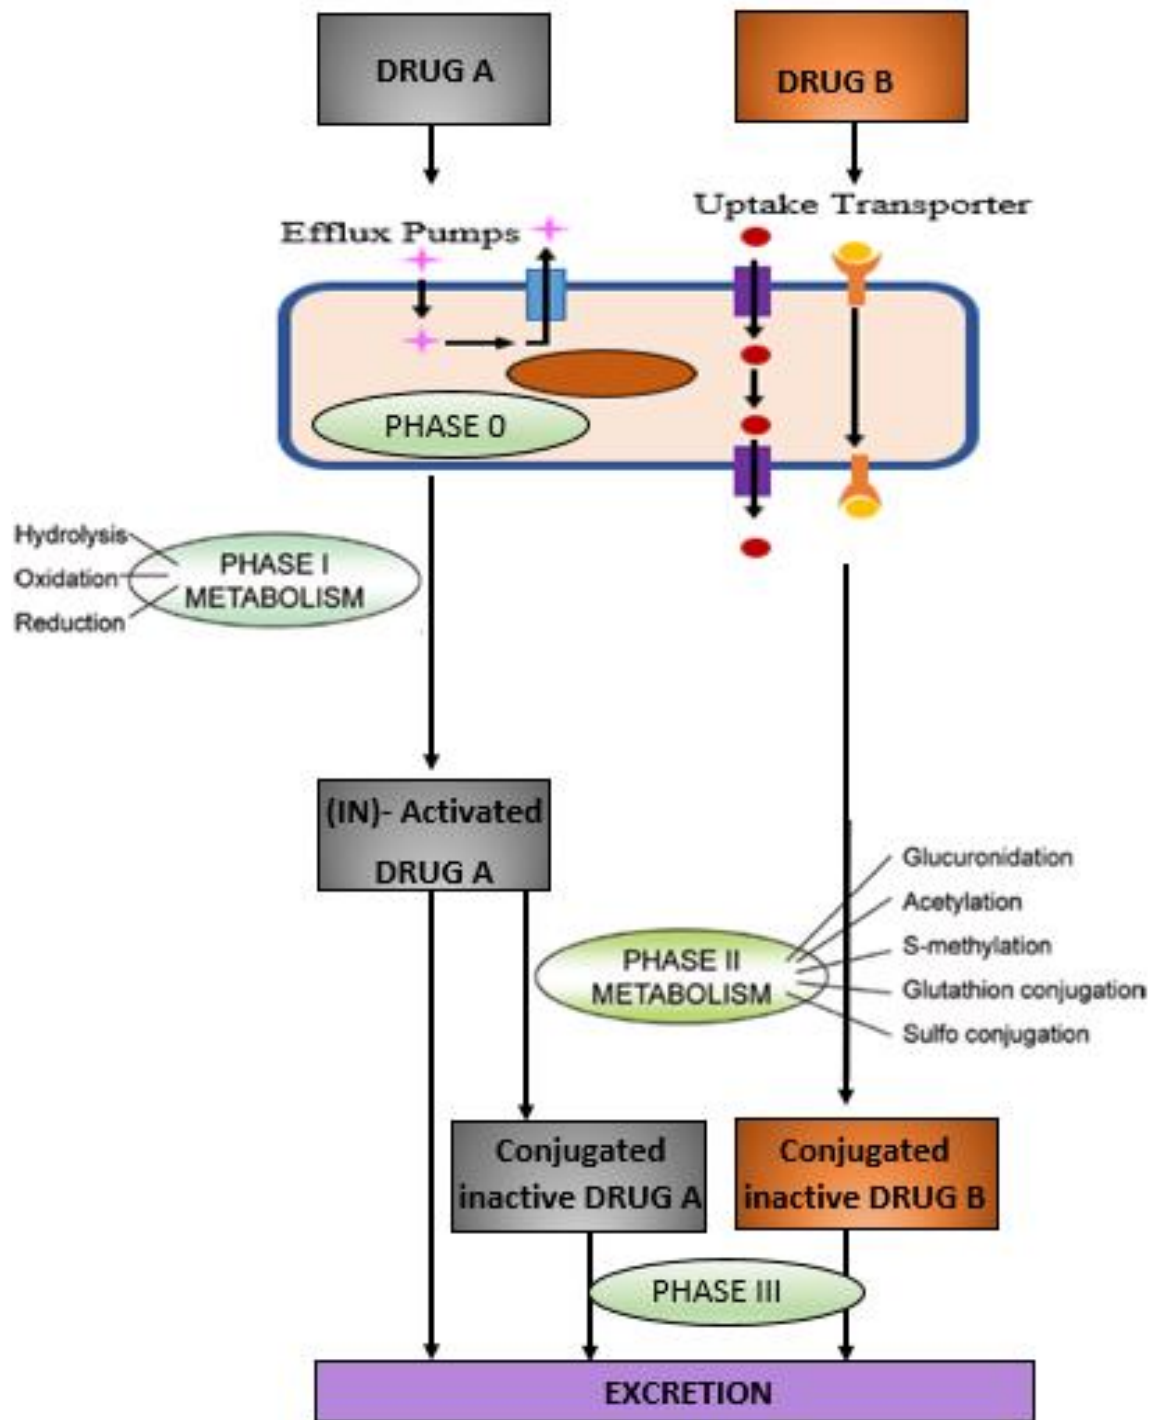 DRUG A
DRUG B
Uptake Transporter
Efflux Pumps
PHASE 0
Hydrolysis
Oxidation
Reduction
PHASE I
METABOLISM
(IN)- Activated
DRUG A
Glucuronidation
Acetylation
S-methylation
Glutathion conjugation
Sulfo conjugation
PHASE II
METABOLISM
Conjugated
inactive DRUG A
Conjugated
inactive DRUG B
PHASE III
EXCRETION